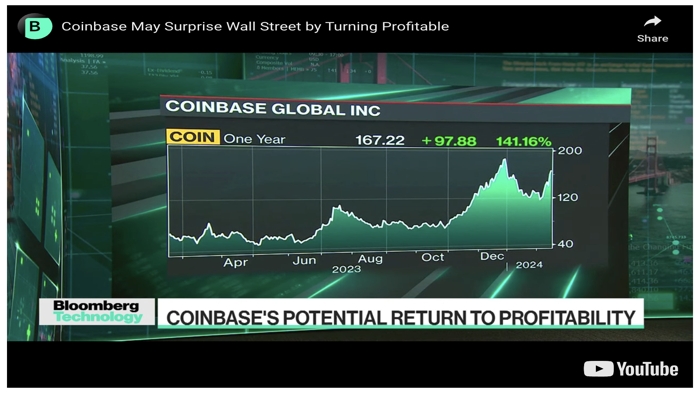 B
Coinbase May Surprise Wall Street by Turning Profitable
Share
COINBASE GLOBAL INC
COIN One Year 167.22 +97.88 141.16%
200
120
40
Apr Jun Aug Oct Dec
2023 2024
Bloomberg
Technology
COINBASE'S POTENTIAL RETURN TO PROFITABILITY
YouTube